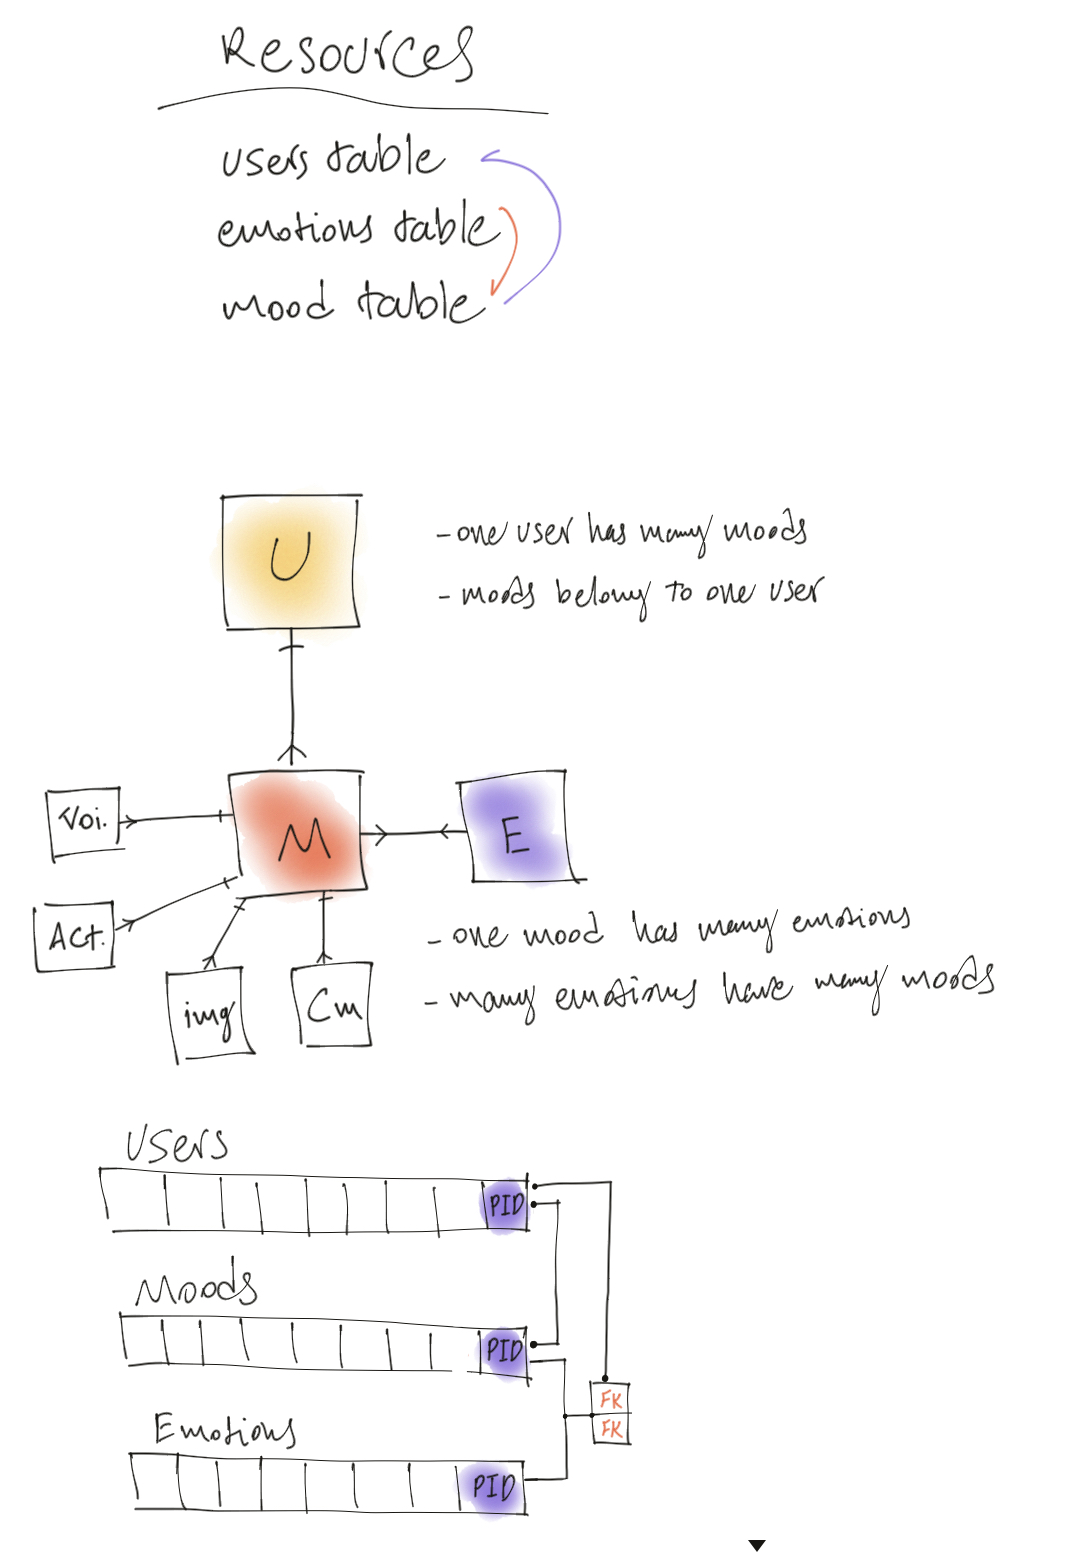 Resources
users table
emotions table
mood table
U
- one user has many moods
- moods belong to one user
Voi.
M
E
Act.
img
Cm
- one mood has many emotions
- many emotions have many moods
Users
PID
Moods
PID
FK
FK
Emotions
PID